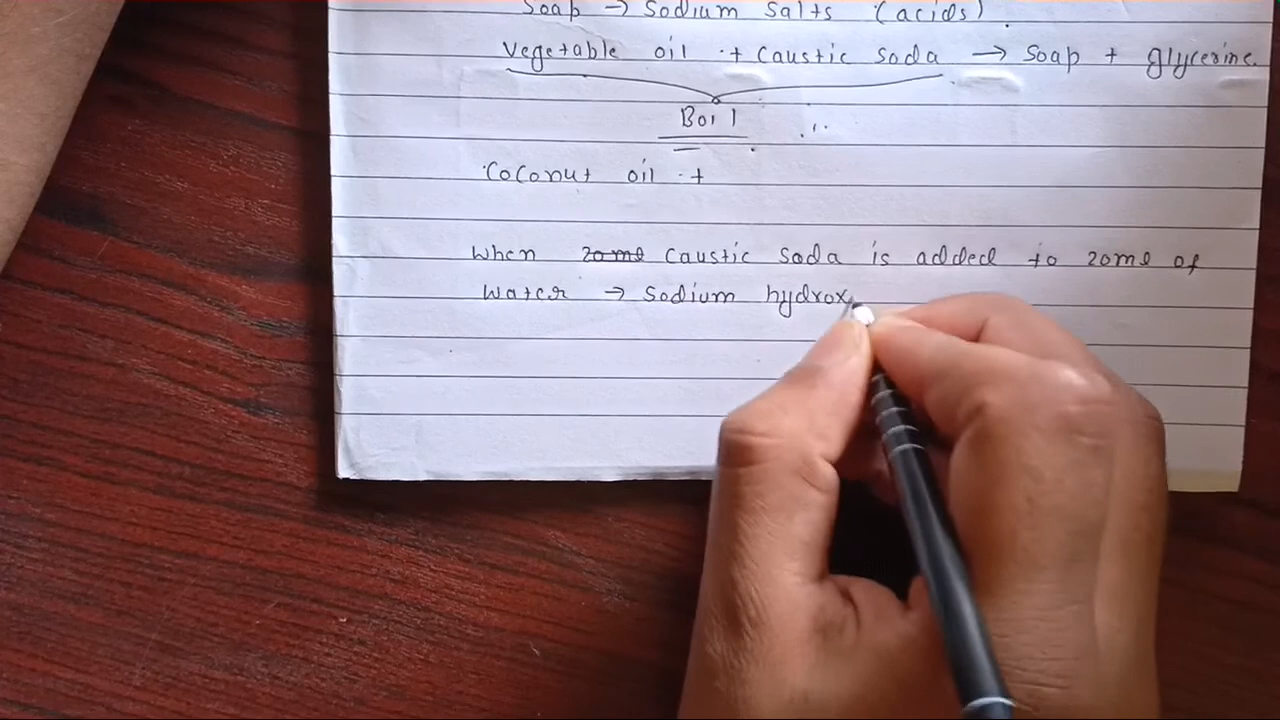 Soap → Sodium Salts (acids)
Vegetable oil + Caustic Soda → Soap + glycerine.
Boil
Coconut oil +
When 20ml Caustic Soda is added to 20ml of
Water → Sodium hydrox